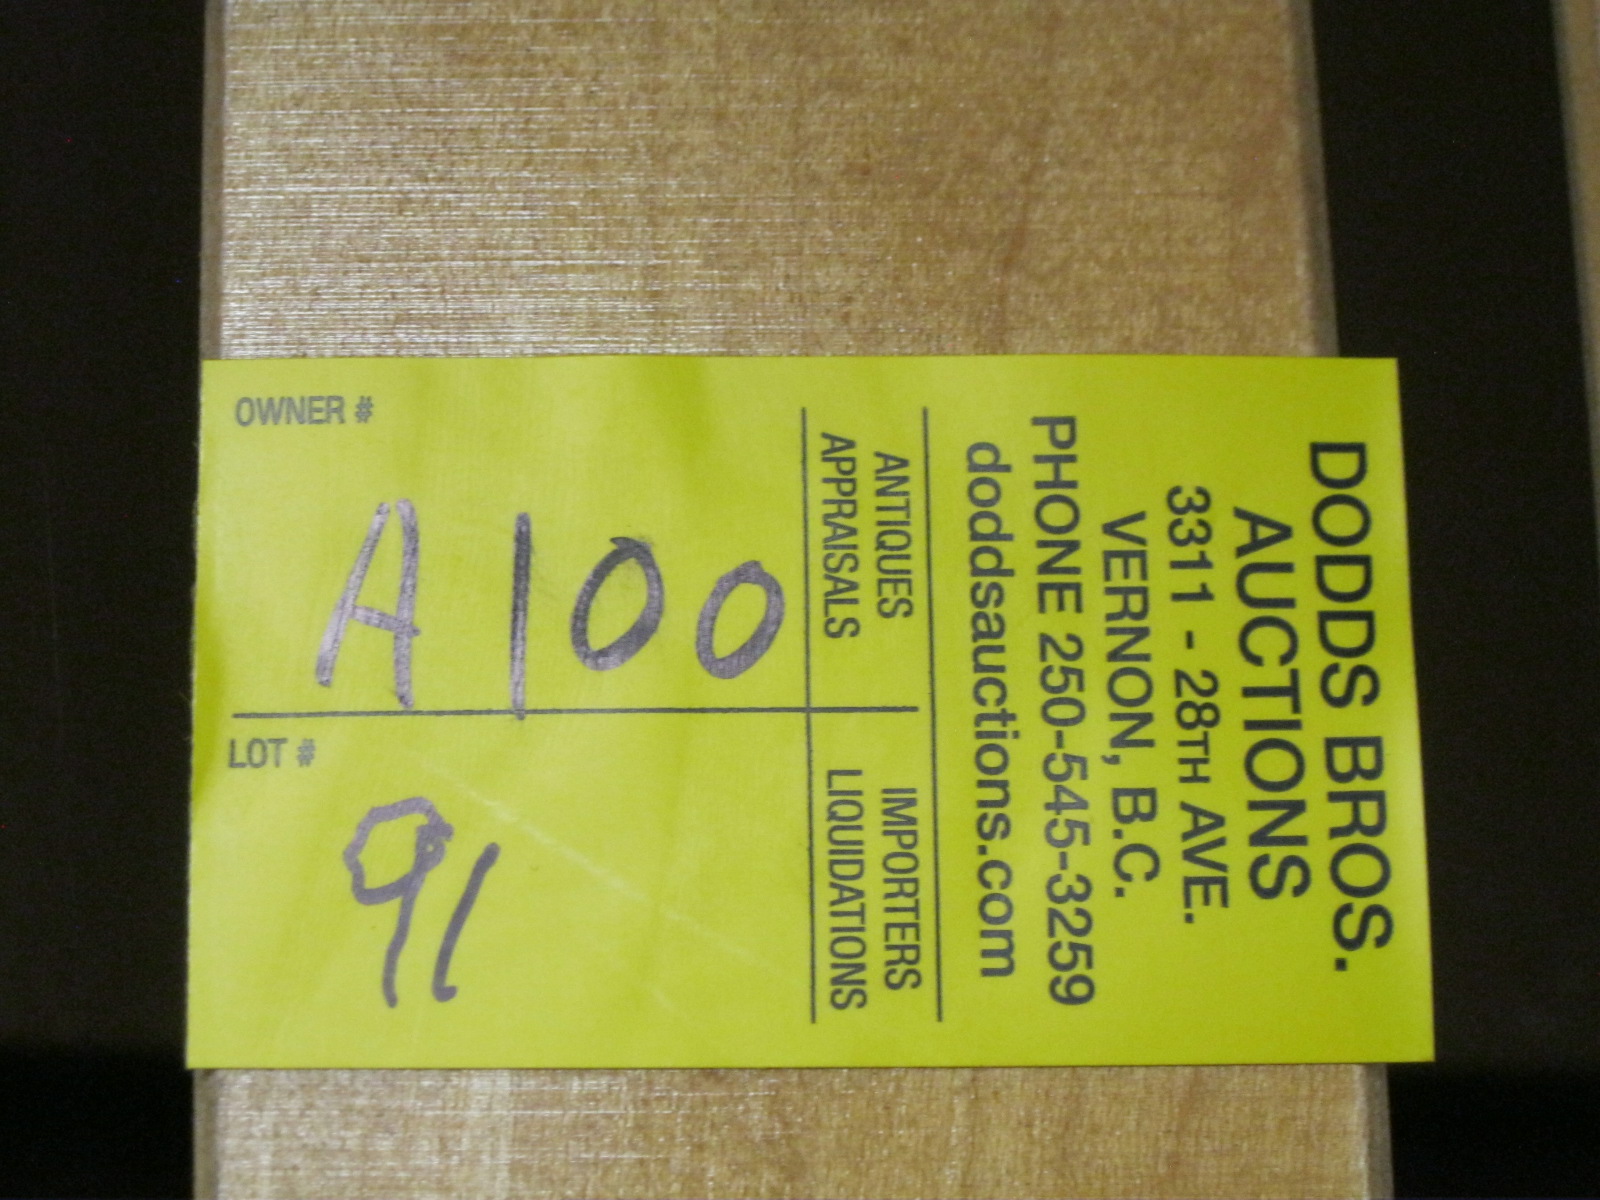 DODDS BROS.
AUCTIONS
3311 - 28TH AVE.
VERNON, B.C.
PHONE 250-545-3259
doddsauctions.com
ANTIQUES
APPRAISALS
IMPORTERS
LIQUIDATIONS
OWNER #
A100
LOT #
91